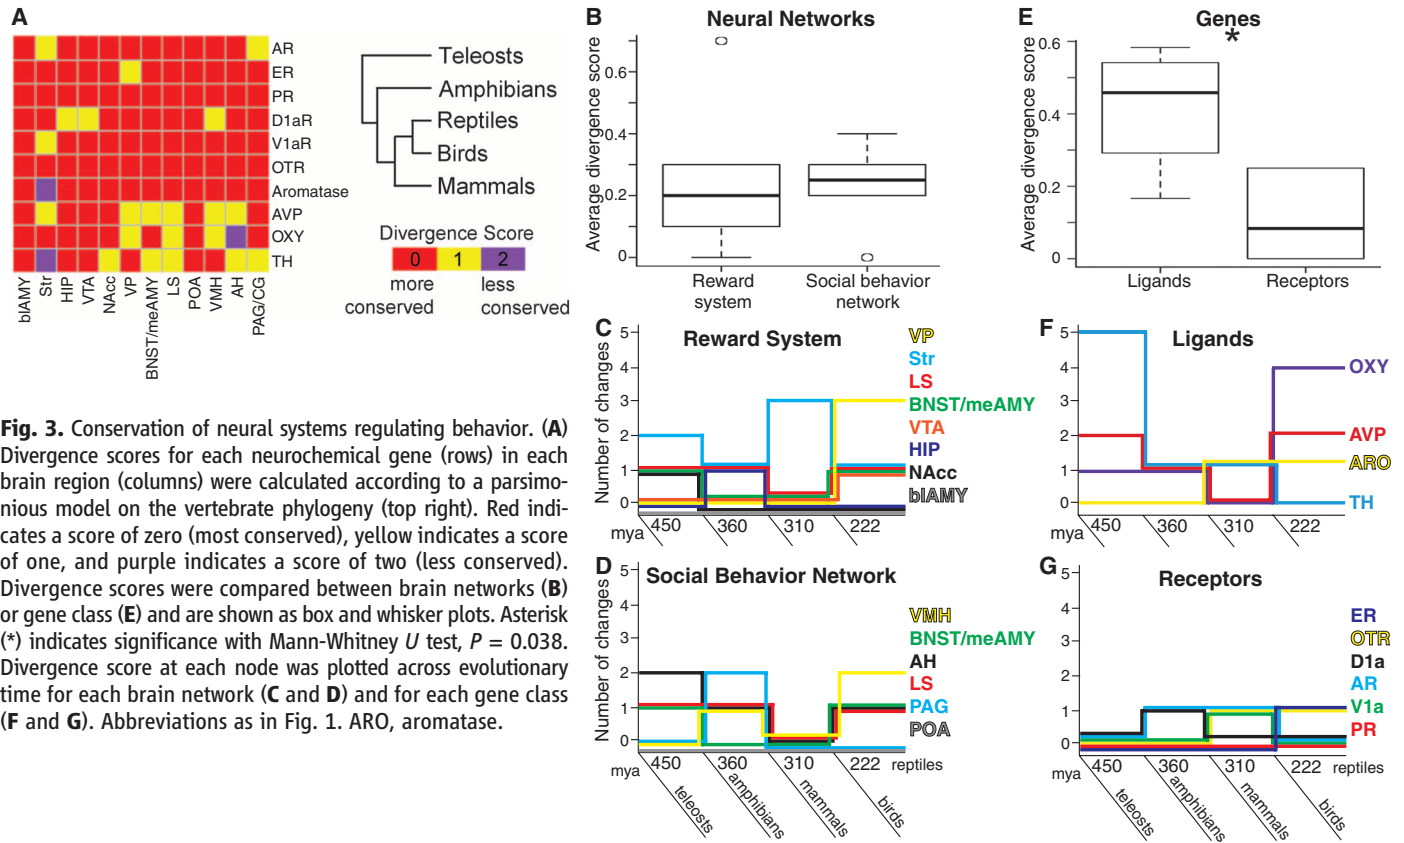 A
AR
ER
PR
D1aR
V1aR
OTR
Aromatase
AVP
OXY
TH
blAMY
Str
HIP
VTA
NAcc
VP
BNST/meAMY
LS
POA
VMH
AH
PAG/CG
Teleosts
Amphibians
Reptiles
Birds
Mammals
Divergence Score
0 1 2
more less
conserved conserved
Fig. 3. Conservation of neural systems regulating behavior. (A)
Divergence scores for each neurochemical gene (rows) in each
brain region (columns) were calculated according to a parsimo-
nious model on the vertebrate phylogeny (top right). Red indi-
cates a score of zero (most conserved), yellow indicates a score
of one, and purple indicates a score of two (less conserved).
Divergence scores were compared between brain networks (B)
or gene class (E) and are shown as box and whisker plots. Asterisk
(*) indicates significance with Mann-Whitney U test, P = 0.038.
Divergence score at each node was plotted across evolutionary
time for each brain network (C and D) and for each gene class
(F and G). Abbreviations as in Fig. 1. ARO, aromatase.
B
Neural Networks
Average divergence score
0.6
0.4
0.2
0
Reward
system
Social behavior
network
C
Reward System
Number of changes
5
4
3
2
1
0
mya 450 360 310 222
VP
Str
LS
BNST/meAMY
VTA
HIP
NAcc
blAMY
D
Social Behavior Network
Number of changes
5
4
3
2
1
0
mya 450 360 310 222 reptiles
teleosts
amphibians
mammals
birds
VMH
BNST/meAMY
AH
LS
PAG
POA
E
Genes
*
Average divergence score
0.6
0.4
0.2
0
Ligands
Receptors
F
Ligands
5
4
3
2
1
0
mya 450 360 310 222
OXY
AVP
ARO
TH
G
Receptors
5
4
3
2
1
0
mya 450 360 310 222 reptiles
teleosts
amphibians
mammals
birds
ER
OTR
D1a
AR
V1a
PR